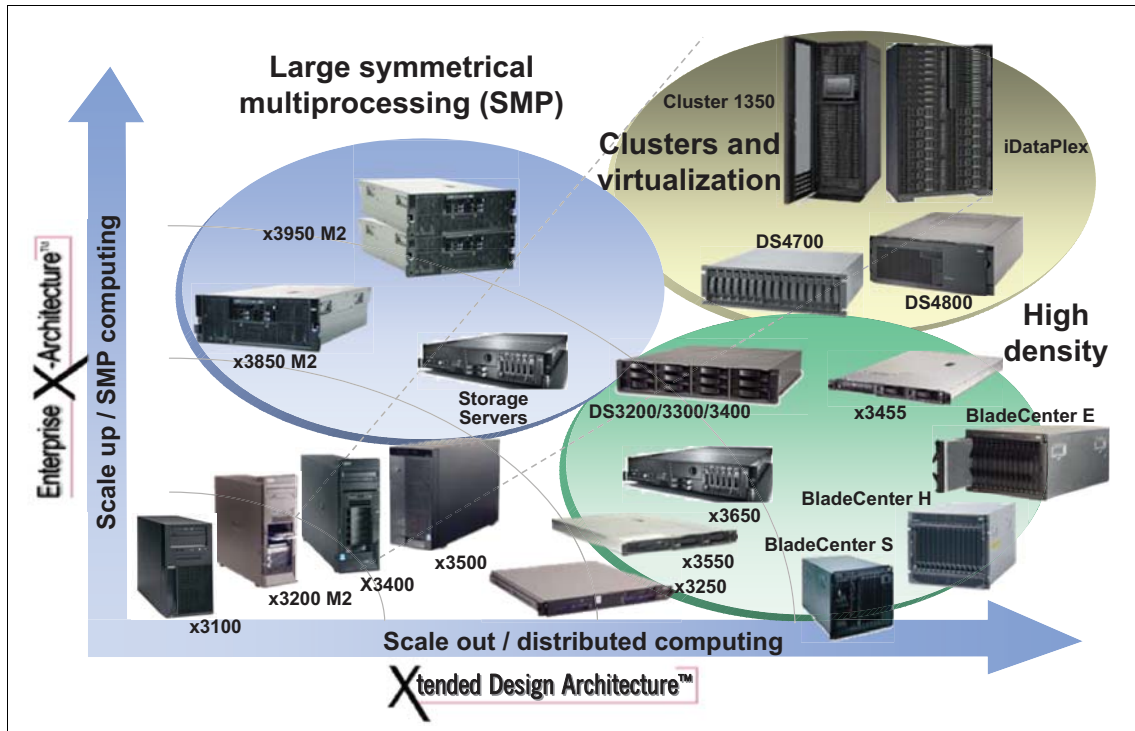 Large symmetrical
multiprocessing (SMP)
Cluster 1350
Clusters and
virtualization
iDataPlex
x3950 M2
DS4700
DS4800
x3850 M2
High
density
Storage
Servers
DS3200/3300/3400
x3455
BladeCenter E
x3650
BladeCenter H
x3500
x3550
BladeCenter S
X3400
x3250
x3200 M2
x3100
Enterprise X-Architecture™
Scale up / SMP computing
Scale out / distributed computing
Xtended Design Architecture™